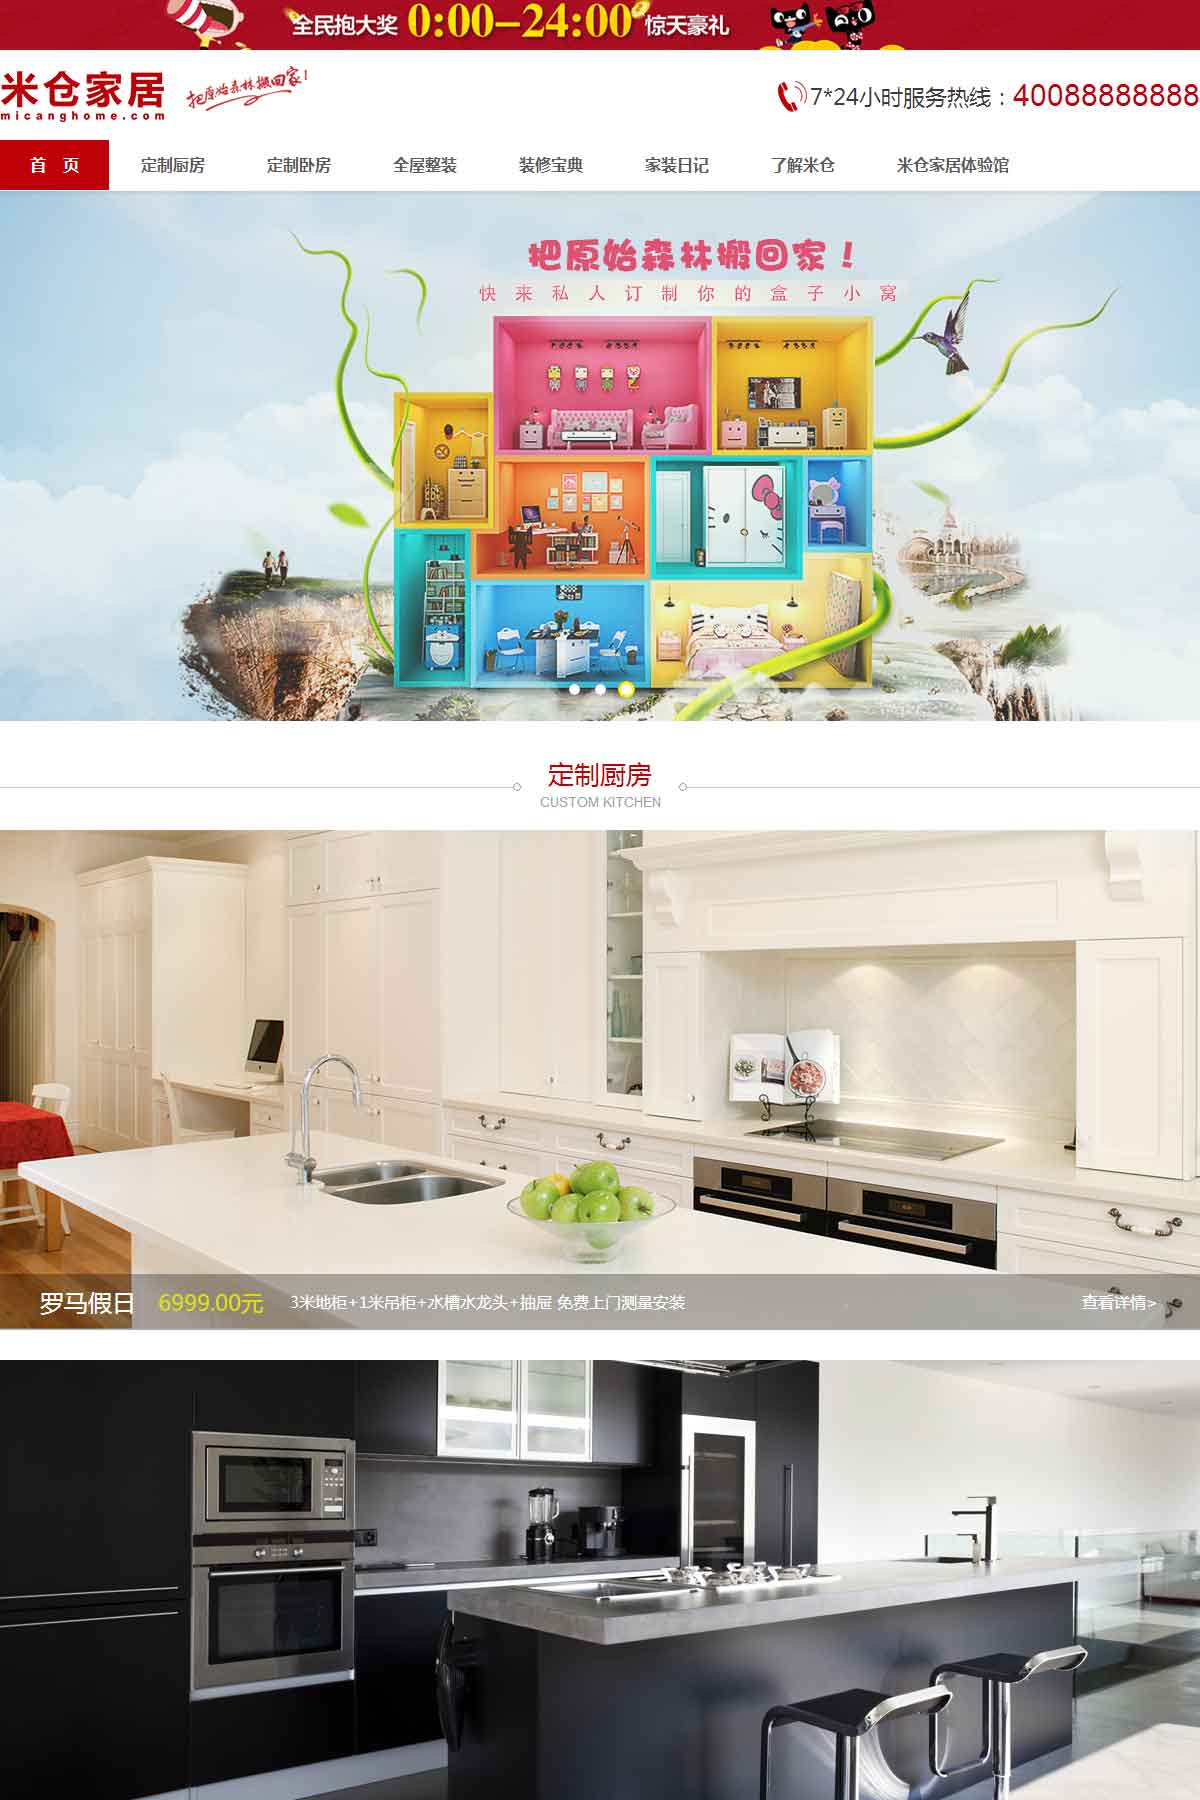 全民抱大奖 0:00-24:00 惊天豪礼
米仓家居
micanghome.com
把原始森林搬回家!
7*24小时服务热线：40088888888
首 页 定制厨房 定制卧房 全屋整装 装修宝典 家装日记 了解米仓 米仓家居体验馆
把原始森林搬回家！
快来私人订制你的盒子小窝
定制厨房
CUSTOM KITCHEN
罗马假日 6999.00元 3米地柜+1米吊柜+水槽水龙头+抽屉 免费上门测量安装 查看详情>